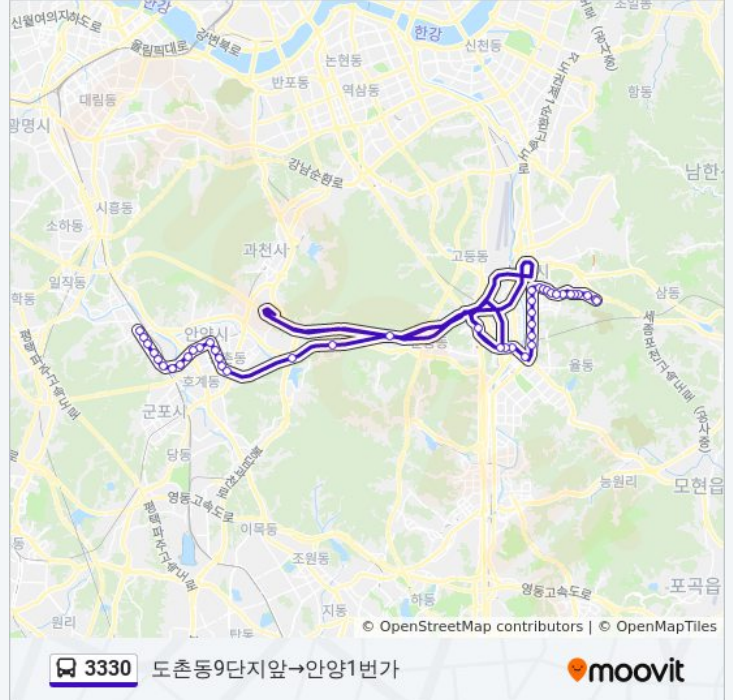 한강
신월여의지하도로
올림픽대로
강변북로
한강
신천동
논현동
반포동
역삼동
대림동
항동
광명시
강남순환로
시흥동
소하동
과천시
고등동
일직동
학동
삼동
안양시
호계동
율동
군포시
당동
능원리
모현읍
영동고속도로
이목동
조원동
영동고속도로
포곡읍
하동
지동
원리
© OpenStreetMap contributors | © OpenMapTiles
3330 도촌동9단지앞→안양1번가 moovit